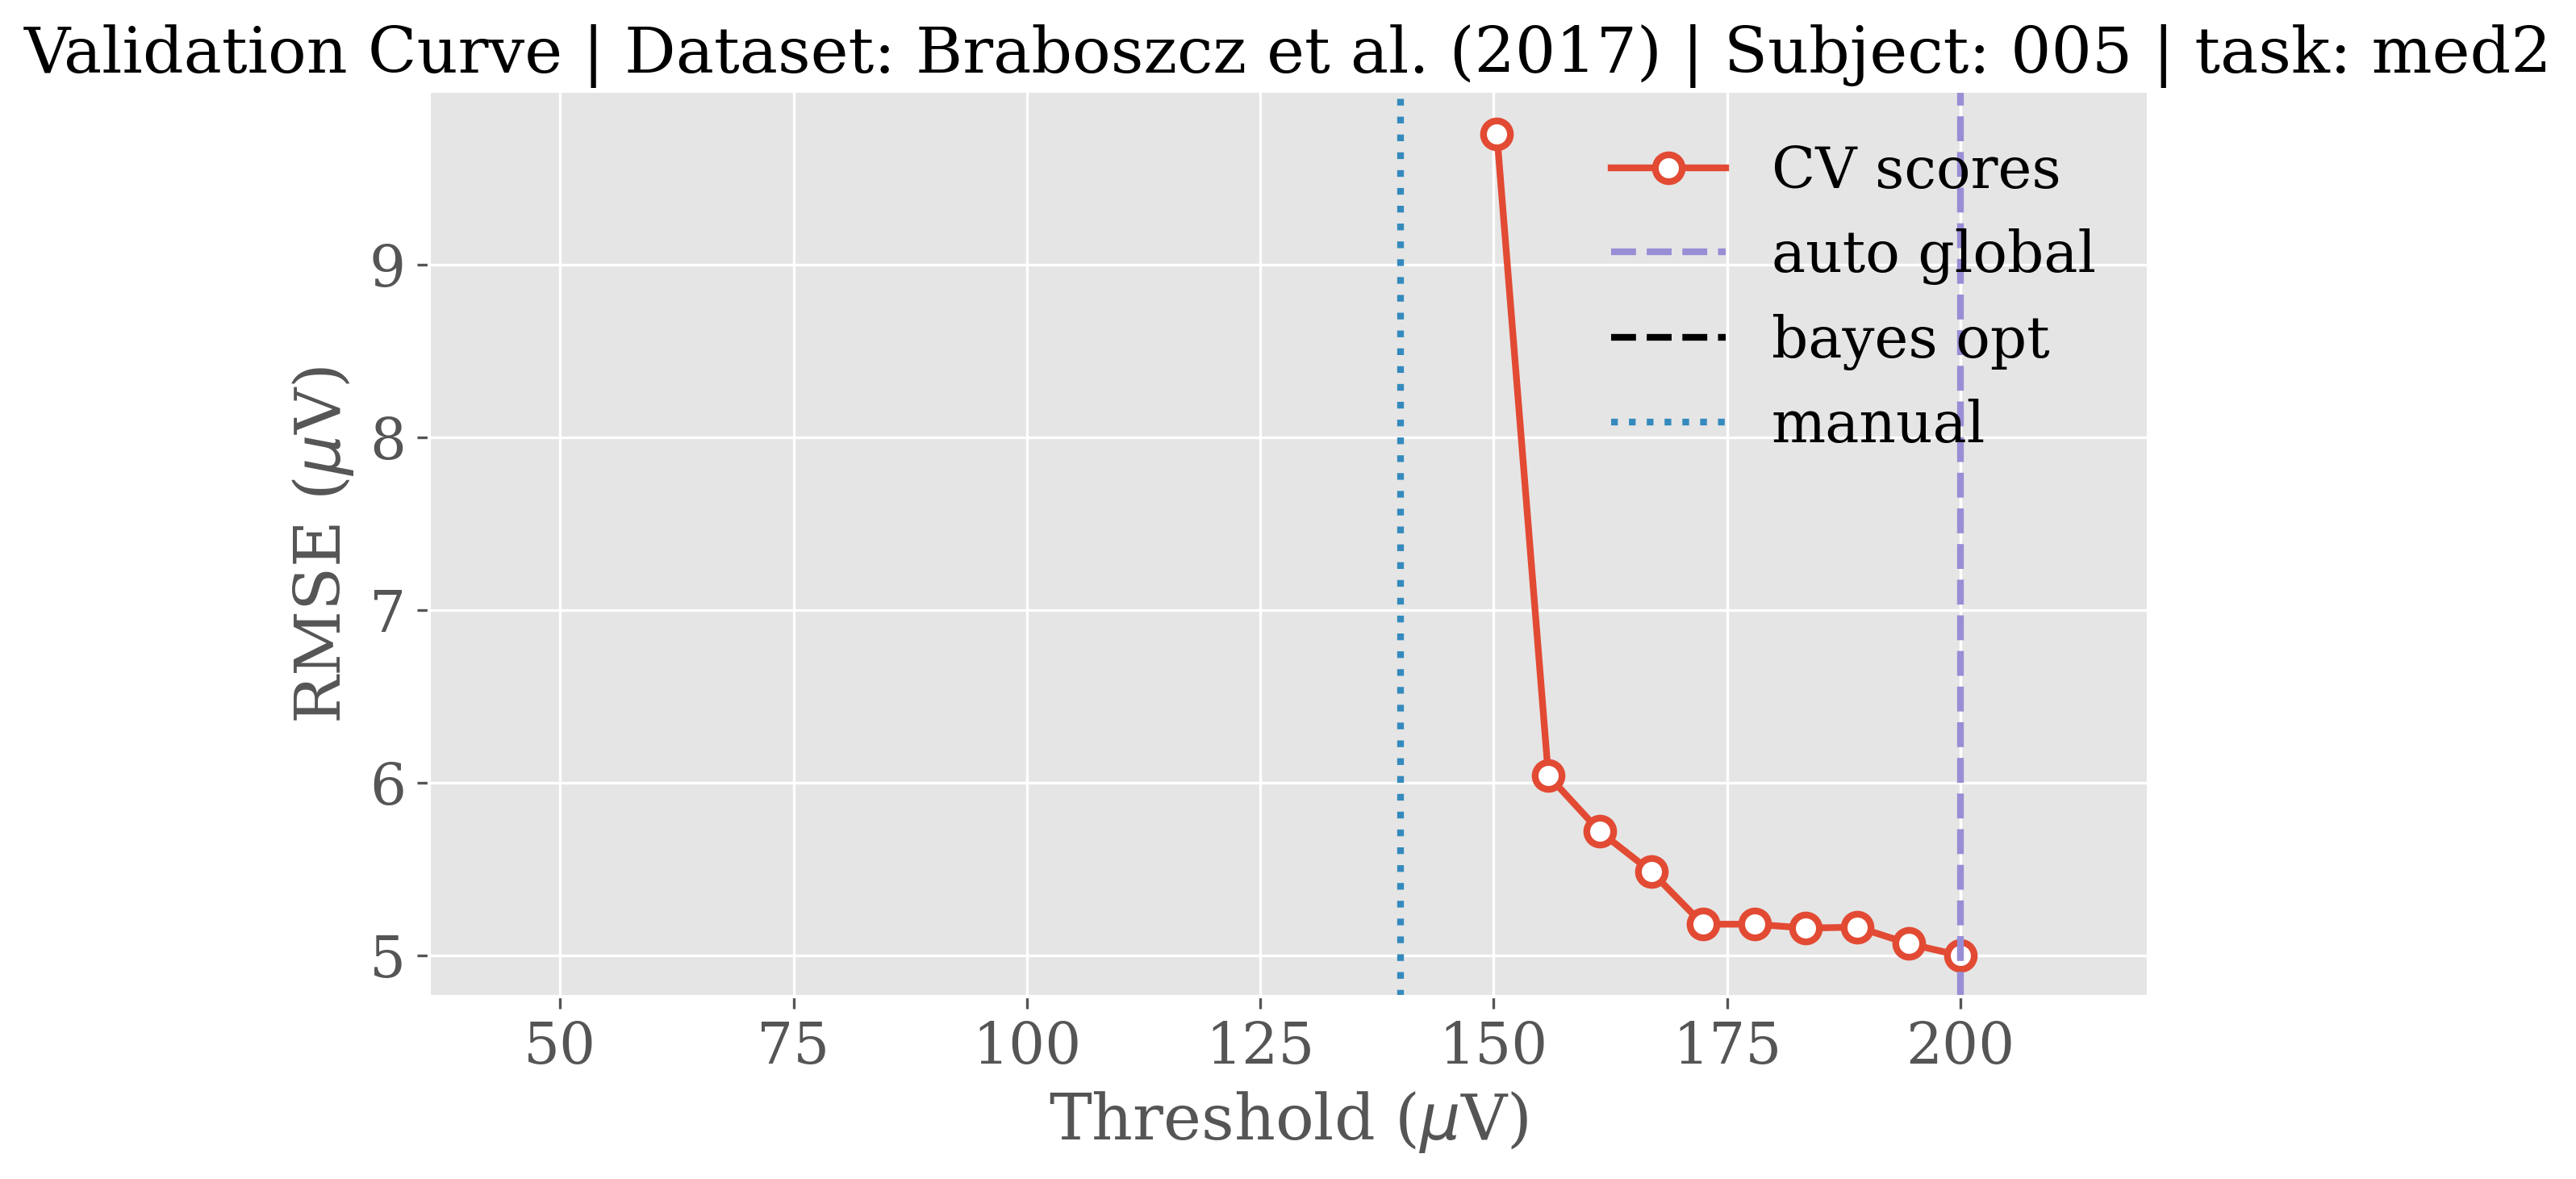 Validation Curve | Dataset: Braboszcz et al. (2017) | Subject: 005 | task: med2
CV scores
auto global
bayes opt
manual
RMSE (μV)
9
8
7
6
5
50 75 100 125 150 175 200
Threshold (μV)